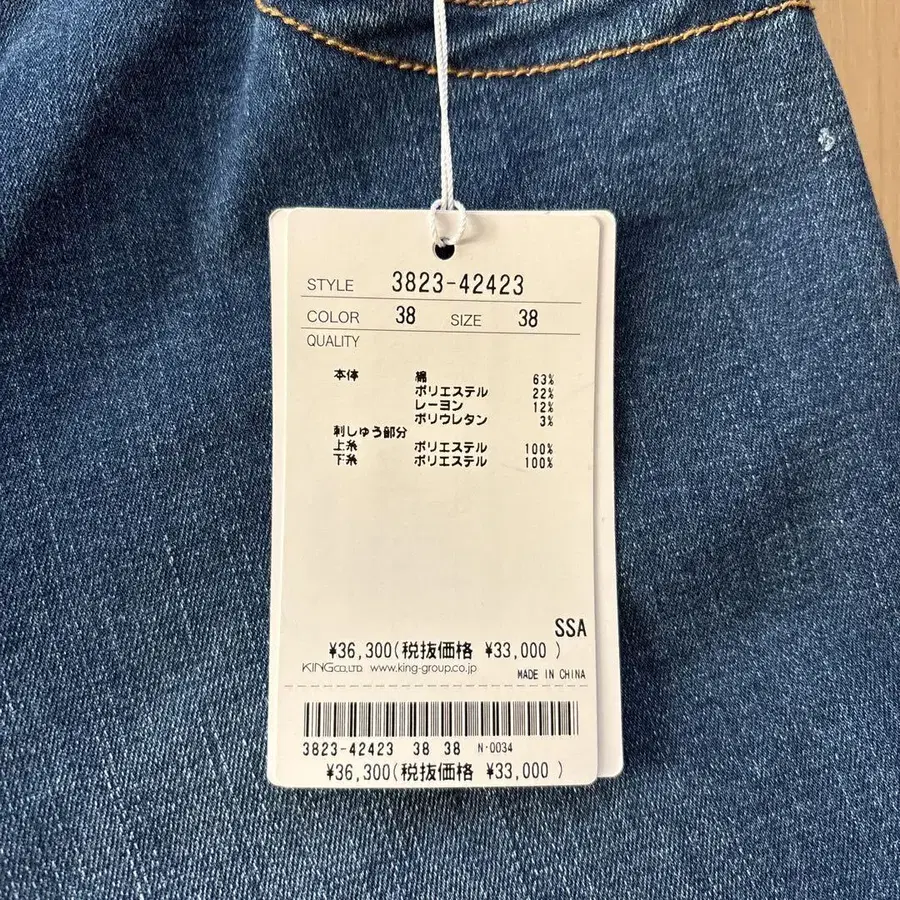 STYLE 3823-42423
COLOR 38 SIZE 38
QUALITY
本体 綿 63%
ポリエステル 22%
レーヨン 12%
ポリウレタン 3%
刺しゅう部分
上糸 ポリエステル 100%
下糸 ポリエステル 100%
SSA
¥36,300(税抜価格 ¥33,000 )
KING CO.,LTD. www.king-group.co.jp
MADE IN CHINA
3823-42423 38 38 N-0034
¥36,300(税抜価格 ¥33,000 )